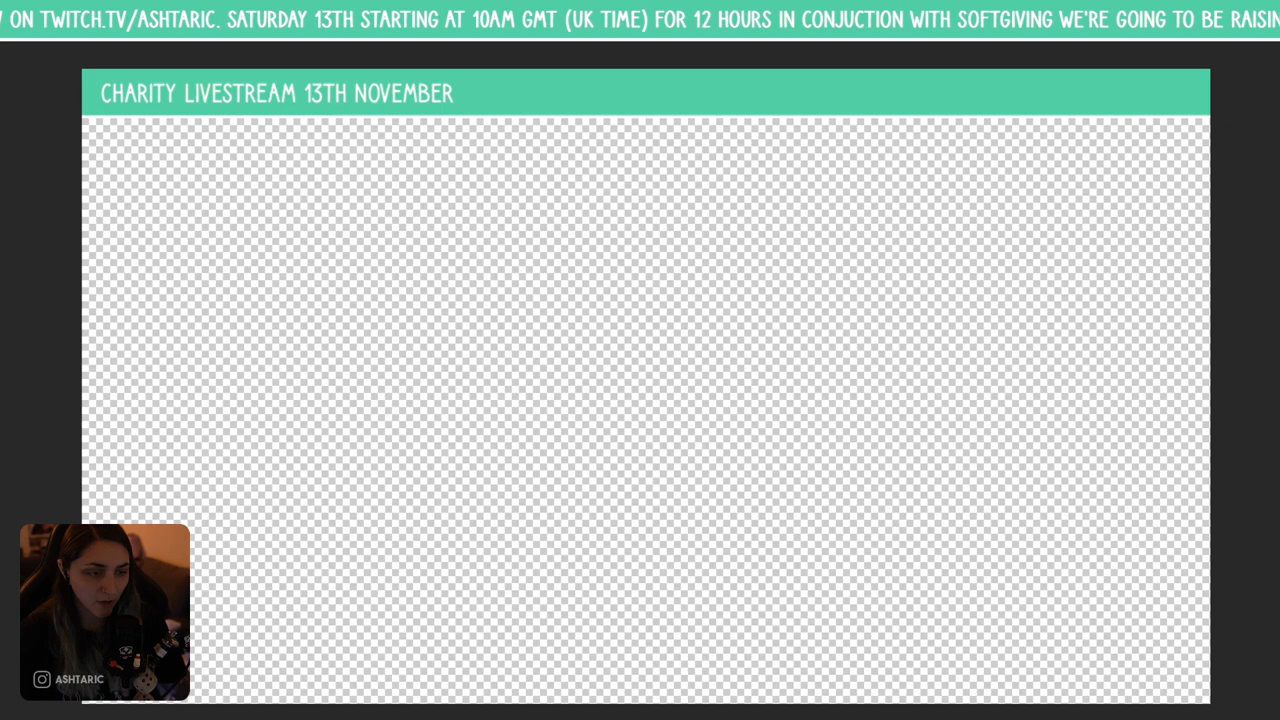 ON TWITCH.TV/ASHTARIC. SATURDAY 13TH STARTING AT 10AM GMT (UK TIME) FOR 12 HOURS IN CONJUCTION WITH SOFTGIVING WE'RE GOING TO BE
CHARITY LIVESTREAM 13TH NOVEMBER
ASHTARIC